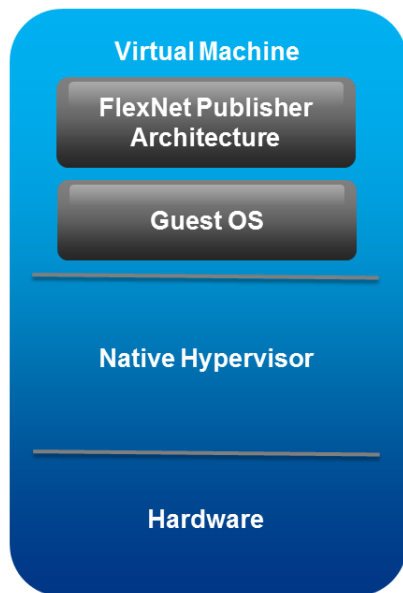 Virtual Machine
FlexNet Publisher
Architecture
Guest OS
Native Hypervisor
Hardware